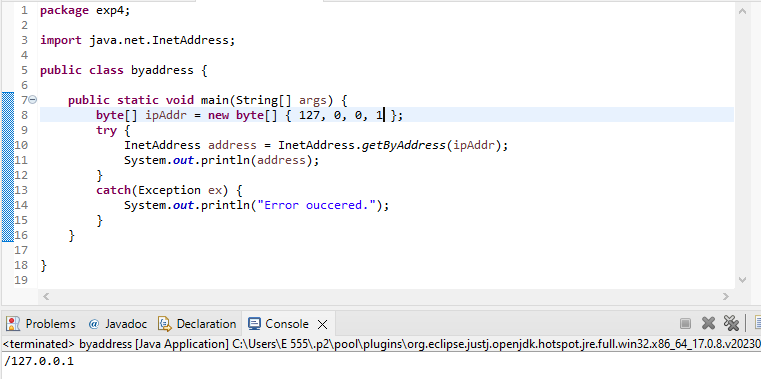 1 package exp4;
2
3 import java.net.InetAddress;
4
5 public class byaddress {
6
7 public static void main(String[] args) {
8 byte[] ipAddr = new byte[] { 127, 0, 0, 1 };
9 try {
10 InetAddress address = InetAddress.getByAddress(ipAddr);
11 System.out.println(address);
12 }
13 catch(Exception ex) {
14 System.out.println("Error ouccered.");
15 }
16 }
17
18 }
19
Problems @ Javadoc Declaration Console
<terminated> byaddress [Java Application] C:\Users\E 555\.p2\pool\plugins\org.eclipse.justj.openjdk.hotspot.jre.full.win32.x86_64_17.0.8.v20230
/127.0.0.1